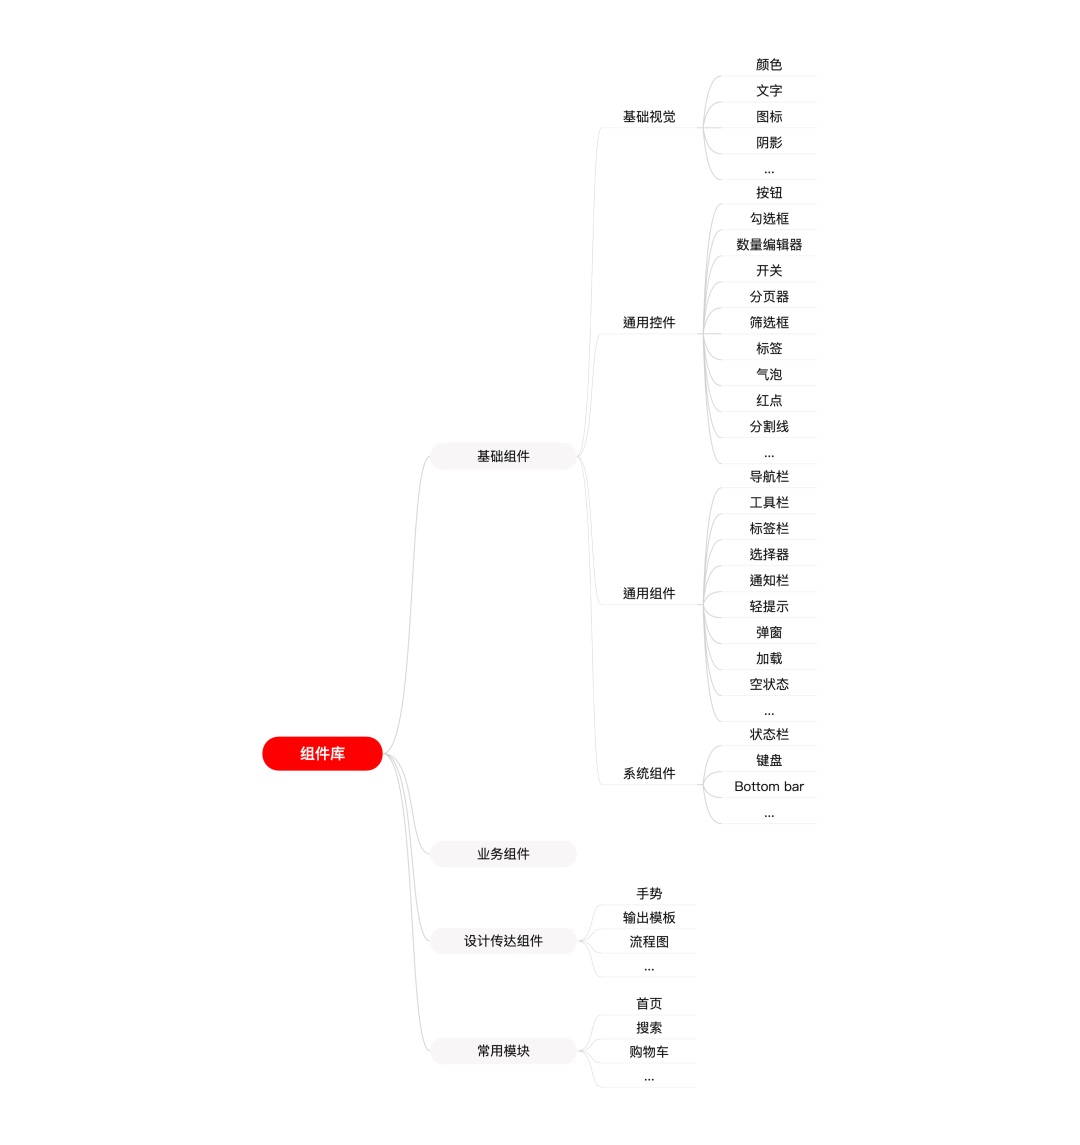 组件库
基础组件
基础视觉
颜色
文字
图标
阴影
...
通用控件
按钮
勾选框
数量编辑器
开关
分页器
筛选框
标签
气泡
红点
分割线
...
通用组件
导航栏
工具栏
标签栏
选择器
通知栏
轻提示
弹窗
加载
空状态
...
系统组件
状态栏
键盘
Bottom bar
...
业务组件
设计传达组件
手势
输出模板
流程图
...
常用模块
首页
搜索
购物车
...